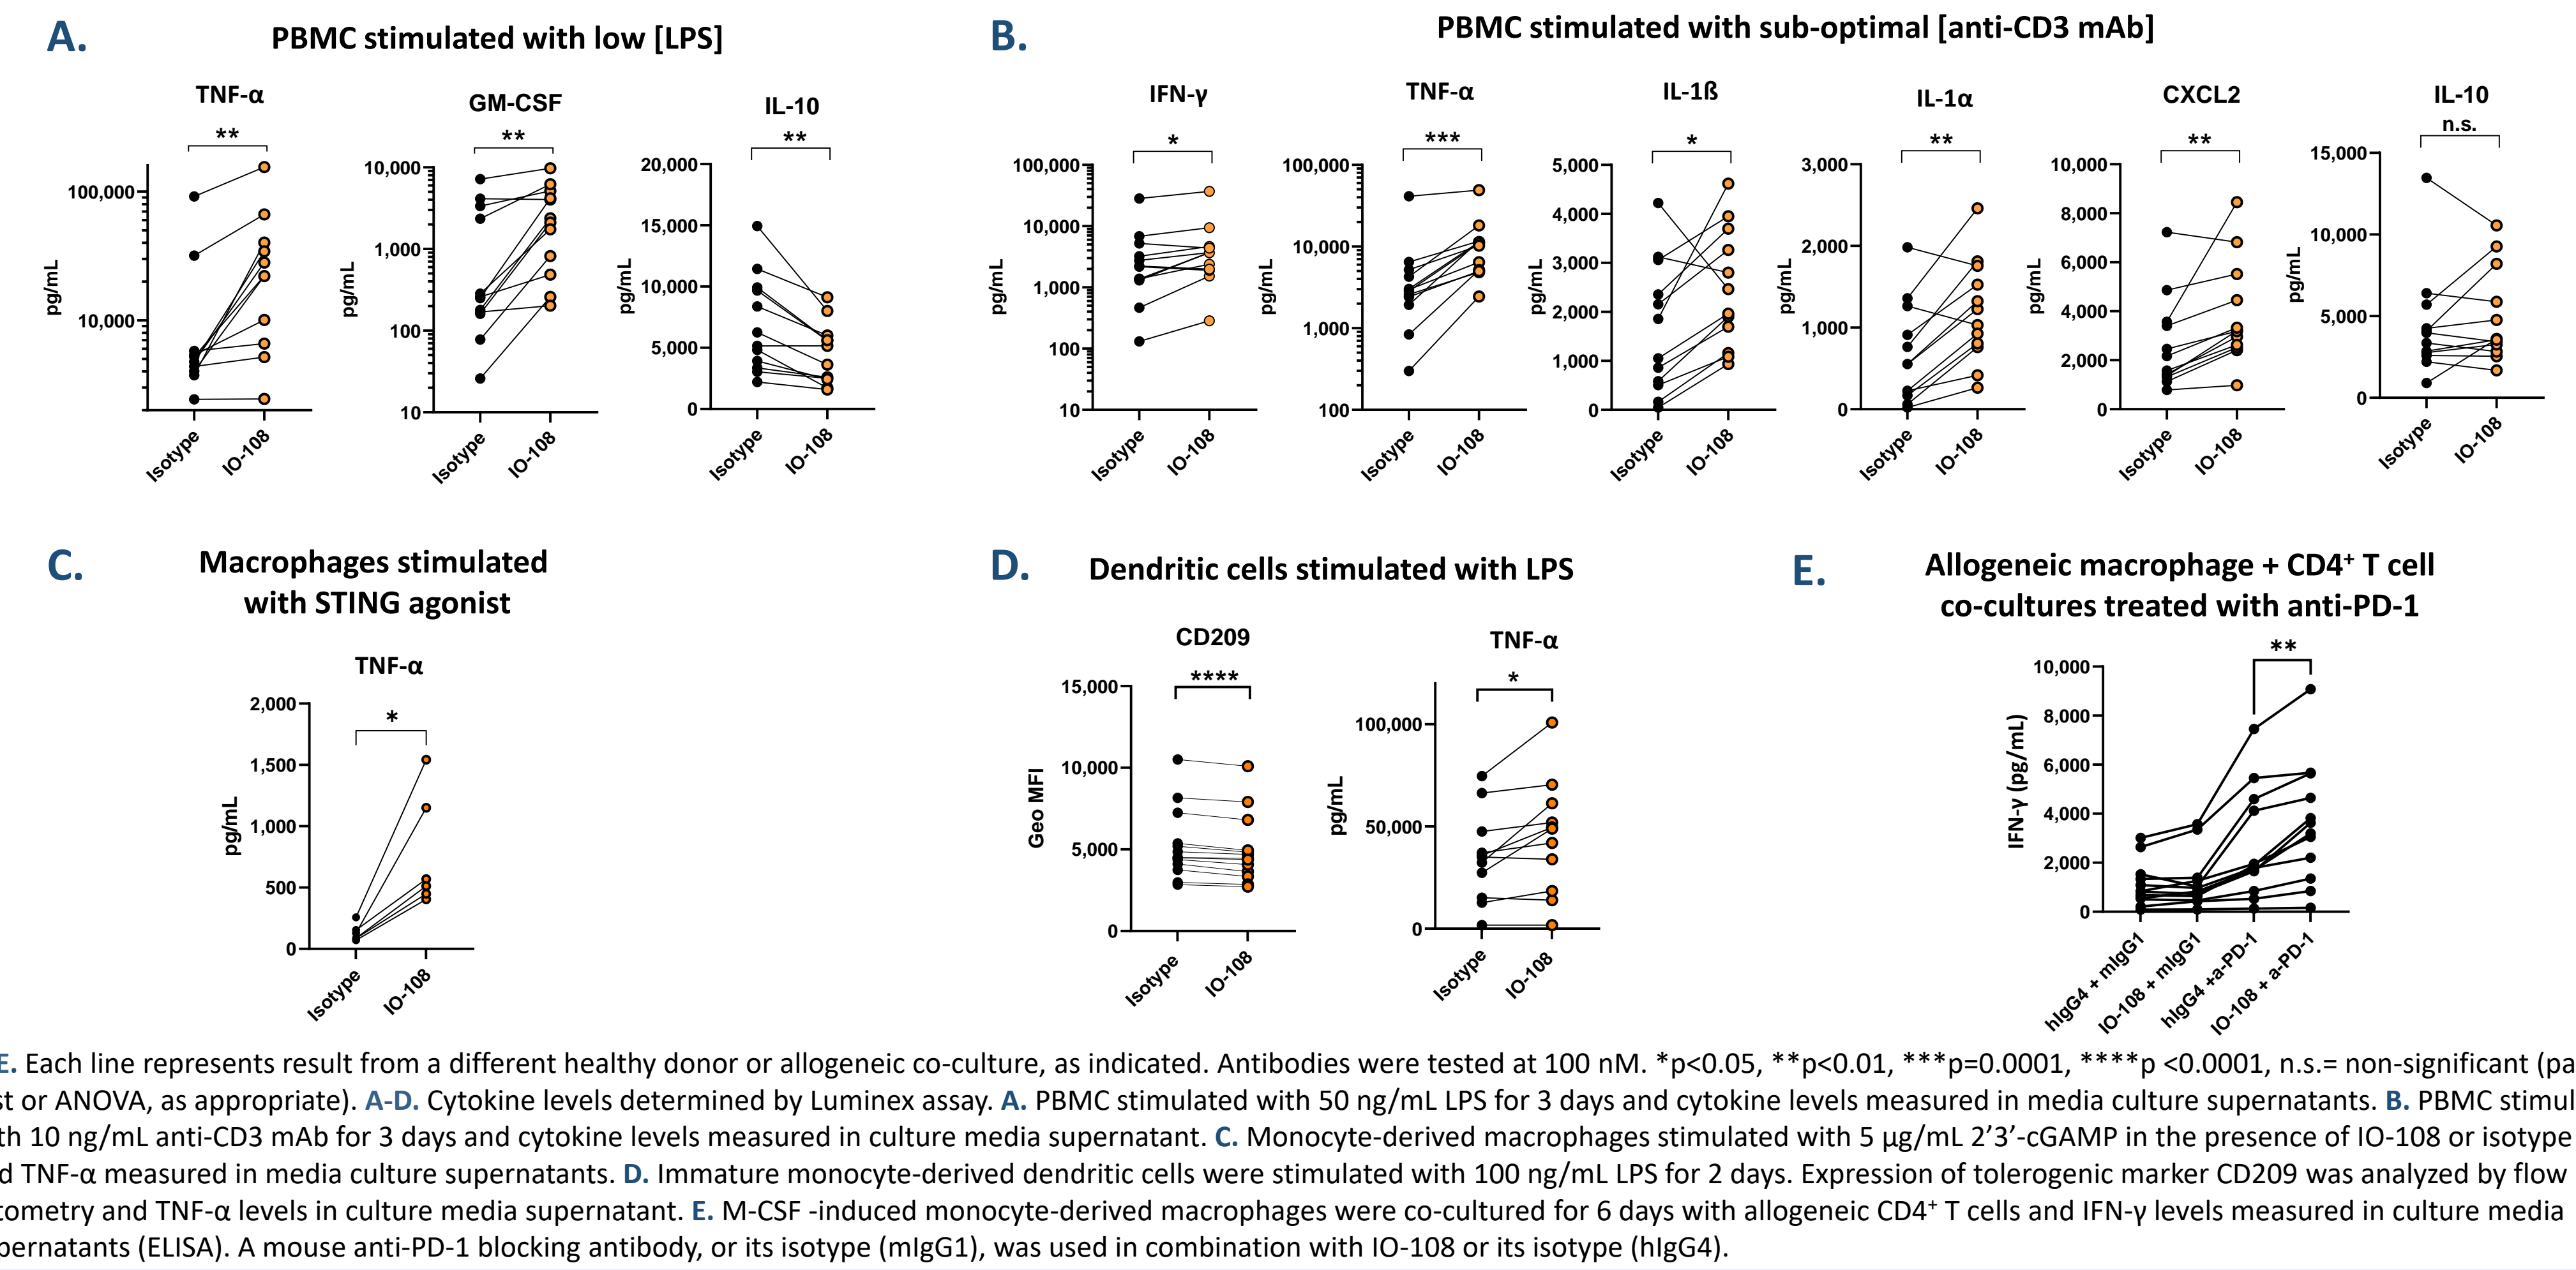 A.
PBMC stimulated with low [LPS]
TNF-α
**
pg/mL
100,000
10,000
Isotype
IO-108
GM-CSF
**
pg/mL
10,000
1,000
100
10
Isotype
IO-108
IL-10
**
pg/mL
20,000
15,000
10,000
5,000
0
Isotype
IO-108
B.
PBMC stimulated with sub-optimal [anti-CD3 mAb]
IFN-γ
*
pg/mL
100,000
10,000
1,000
100
10
Isotype
IO-108
TNF-α
***
pg/mL
100,000
10,000
1,000
100
Isotype
IO-108
IL-1ß
*
pg/mL
5,000
4,000
3,000
2,000
1,000
0
Isotype
IO-108
IL-1α
**
pg/mL
3,000
2,000
1,000
0
Isotype
IO-108
CXCL2
**
pg/mL
10,000
8,000
6,000
4,000
2,000
0
Isotype
IO-108
IL-10
n.s.
pg/mL
15,000
10,000
5,000
0
Isotype
IO-108
C.
Macrophages stimulated
with STING agonist
TNF-α
*
pg/mL
2,000
1,500
1,000
500
0
Isotype
IO-108
D.
Dendritic cells stimulated with LPS
CD209
****
Geo MFI
15,000
10,000
5,000
0
Isotype
IO-108
TNF-α
*
pg/mL
100,000
50,000
0
Isotype
IO-108
E.
Allogeneic macrophage + CD4⁺ T cell
co-cultures treated with anti-PD-1
**
IFN-γ (pg/mL)
10,000
8,000
6,000
4,000
2,000
0
hIgG4 + mIgG1
IO-108 + mIgG1
hIgG4 +a-PD-1
IO-108 + a-PD-1
E. Each line represents result from a different healthy donor or allogeneic co-culture, as indicated. Antibodies were tested at 100 nM. *p<0.05, **p<0.01, ***p=0.0001, ****p <0.0001, n.s.= non-significant (pa
st or ANOVA, as appropriate). A-D. Cytokine levels determined by Luminex assay. A. PBMC stimulated with 50 ng/mL LPS for 3 days and cytokine levels measured in media culture supernatants. B. PBMC stimul
th 10 ng/mL anti-CD3 mAb for 3 days and cytokine levels measured in culture media supernatant. C. Monocyte-derived macrophages stimulated with 5 µg/mL 2’3’-cGAMP in the presence of IO-108 or isotype
d TNF-α measured in media culture supernatants. D. Immature monocyte-derived dendritic cells were stimulated with 100 ng/mL LPS for 2 days. Expression of tolerogenic marker CD209 was analyzed by flow
tometry and TNF-α levels in culture media supernatant. E. M-CSF -induced monocyte-derived macrophages were co-cultured for 6 days with allogeneic CD4⁺ T cells and IFN-γ levels measured in culture media
pernatants (ELISA). A mouse anti-PD-1 blocking antibody, or its isotype (mIgG1), was used in combination with IO-108 or its isotype (hIgG4).